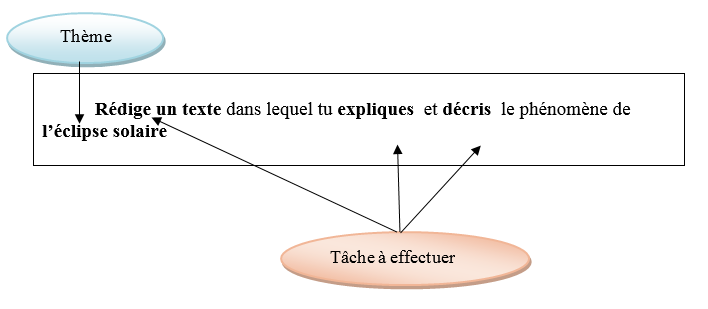 Thème
Rédige un texte dans lequel tu expliques et décris le phénomène de
l'éclipse solaire
Tâche à effectuer